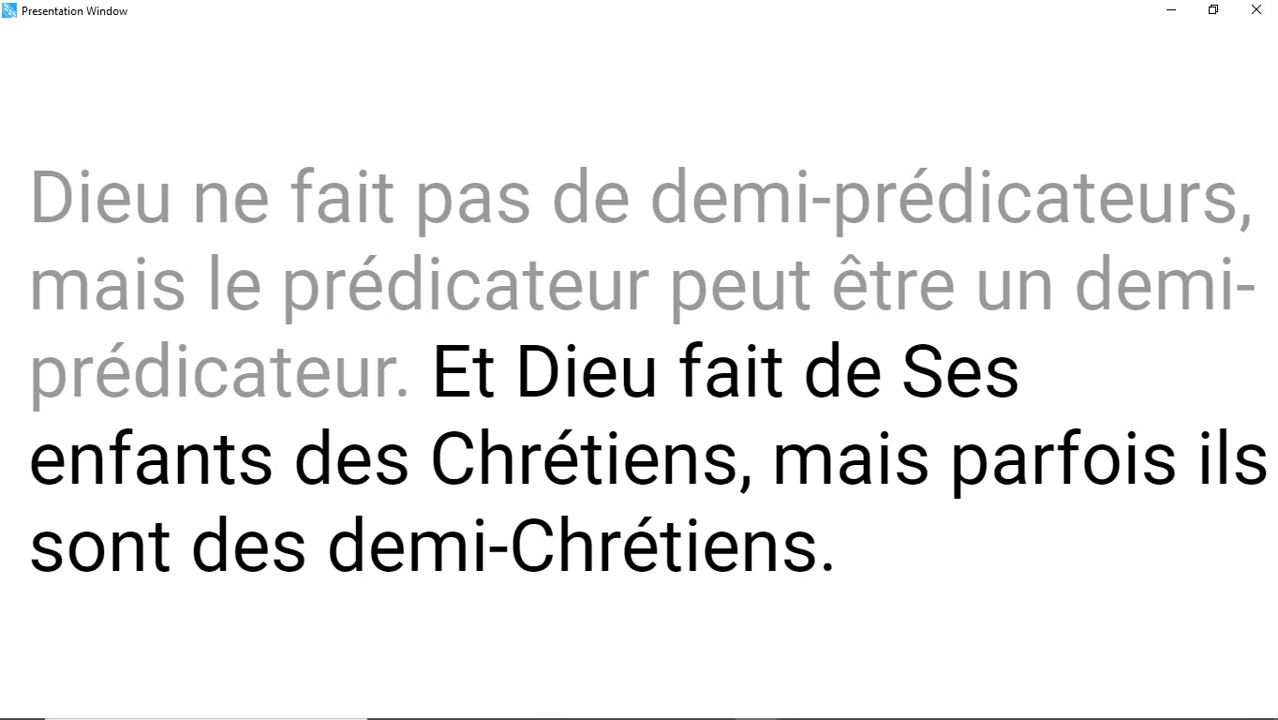 Presentation Window
Dieu ne fait pas de demi-prédicateurs,
mais le prédicateur peut être un demi-
prédicateur. Et Dieu fait de Ses
enfants des Chrétiens, mais parfois ils
sont des demi-Chrétiens.